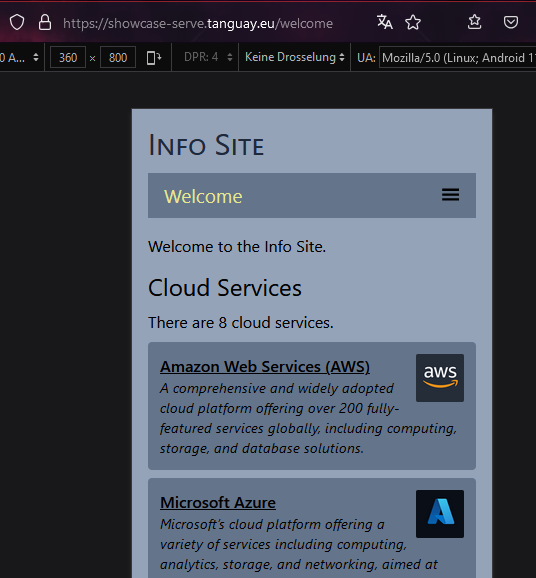 https://showcase-serve.tanguay.eu/welcome
0 A... 360 × 800 DPR: 4 Keine Drosselung UA: Mozilla/5.0 (Linux; Android 1
Info Site
Welcome
Welcome to the Info Site.
Cloud Services
There are 8 cloud services.
Amazon Web Services (AWS)
aws
A comprehensive and widely adopted
cloud platform offering over 200 fully-
featured services globally, including computing,
storage, and database solutions.
Microsoft Azure
Microsoft's cloud platform offering a
variety of services including computing,
analytics, storage, and networking, aimed at